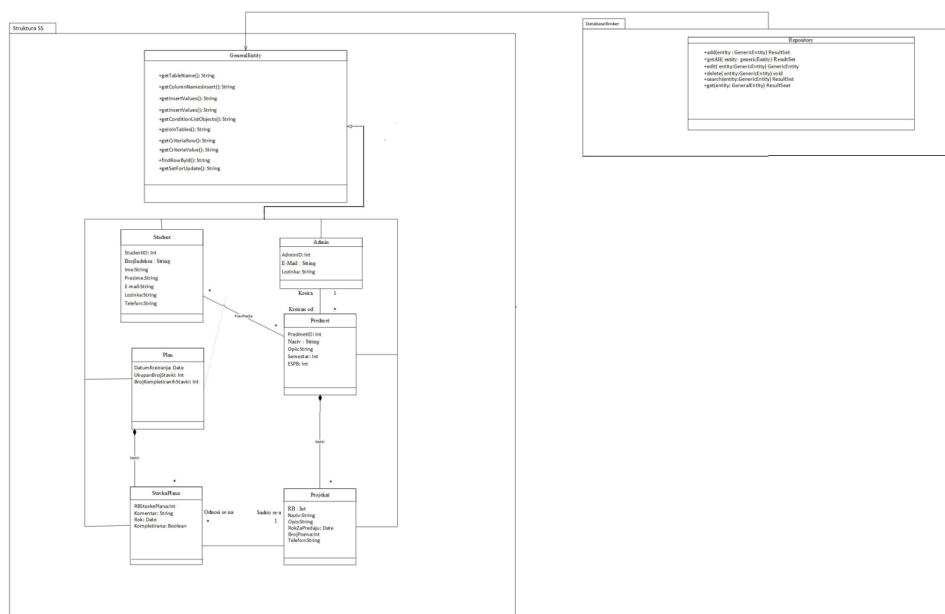 Struktura SS
GeneralEntity
+getTableName(): String
+getColumnNamesInsert(): String
+getInsertValues(): String
+getInsertValues(): String
+getConditionListObjects(): String
+getJoinTables(): String
+getCriteriaRow(): String
+getCriteriaValue(): String
+findRowById(): String
+getSetForUpdate(): String
DatabaseBroker
Repository
+add(entity : GenericEntity) ResultSet
+getAll( entity: genericEntity) ResultSet
+edit( entity:GenericEntity) GenericEntity
+delete( entity:GenericEntity) void
+search(entity:GenericEntity) ResultSet
+get(entity: GeneralEntity) ResultSeet
Student
StudentID: Int
BrojIndeksa : String
Ime:String
Prezime:String
E-mail:String
Lozinka:String
Telefon:String
Admin
AdminID: Int
E-Mail : String
Lozinka: String
Kreira 1
Kreiran od *
*
*
Predmet
PredmetID: Int
Naziv : String
Opis:String
Semestar: Int
ESPB: Int
Plan
DatumKreiranja: Date
UkupanBrojStavki: Int
BrojKompletiranihStavki: Int
Sadrzi
Sadrzi
*
*
StavkaPlana
RBStavkePlana:Int
Komentar: String
Rok: Date
Kompletirana: Boolean
Odnosi se na
*
Sadrzi se u
1
Projekat
RB : Int
Naziv:String
Opis:String
RokZaPredaju: Date
BrojPoena:Int
Telefon:String